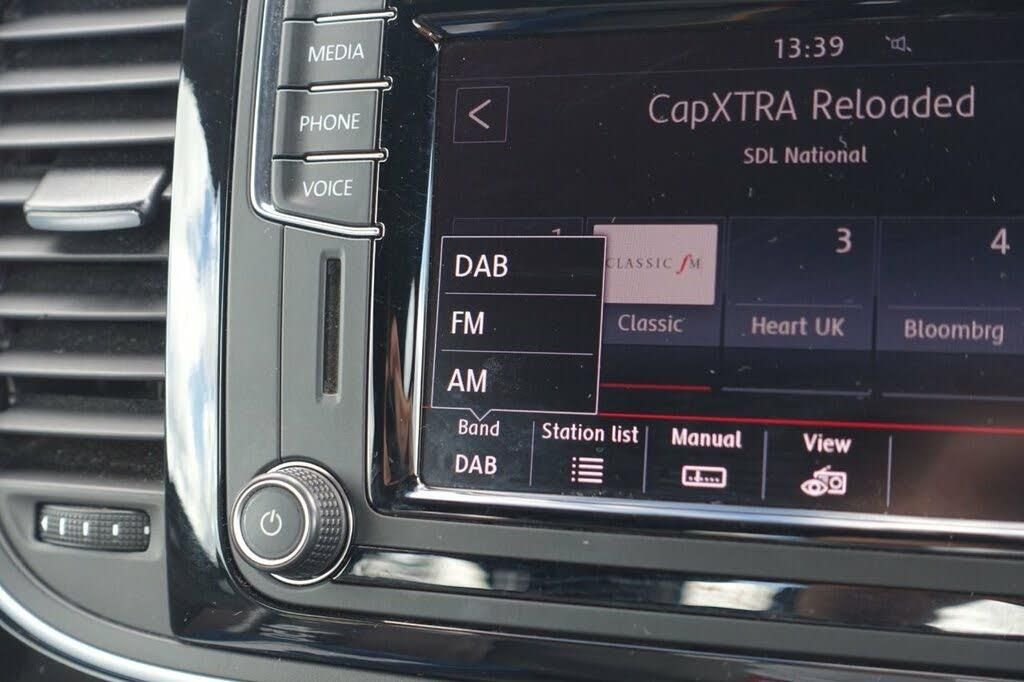 MEDIA
PHONE
VOICE
13:39
<
CapXTRA Reloaded
SDL National
1
3
4
CLASSIC fM
Classic
Heart UK
Bloombrg
DAB
FM
AM
Band
DAB
Station list
Manual
View